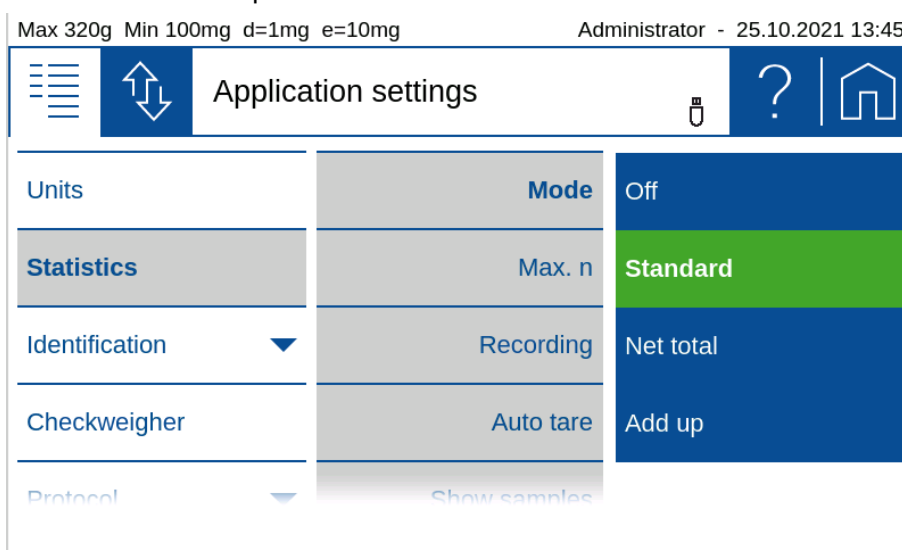 Max 320g Min 100mg d=1mg e=10mg Administrator - 25.10.2021 13:45
Application settings ?
Units Mode Off
Statistics Max. n Standard
Identification Recording Net total
Checkweigher Auto tare Add up
Protocol Show samples